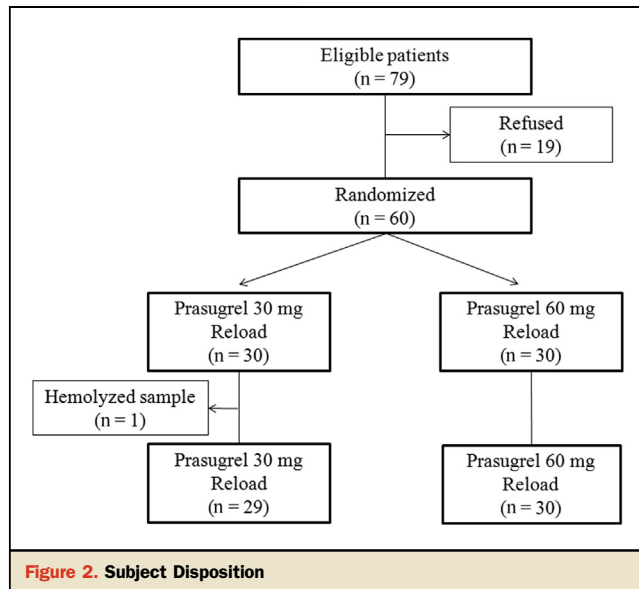 Eligible patients
(n = 79)
Refused
(n = 19)
Randomized
(n = 60)
Prasugrel 30 mg
Reload
(n = 30)
Prasugrel 60 mg
Reload
(n = 30)
Hemolyzed sample
(n = 1)
Prasugrel 30 mg
Reload
(n = 29)
Prasugrel 60 mg
Reload
(n = 30)
Figure 2. Subject Disposition